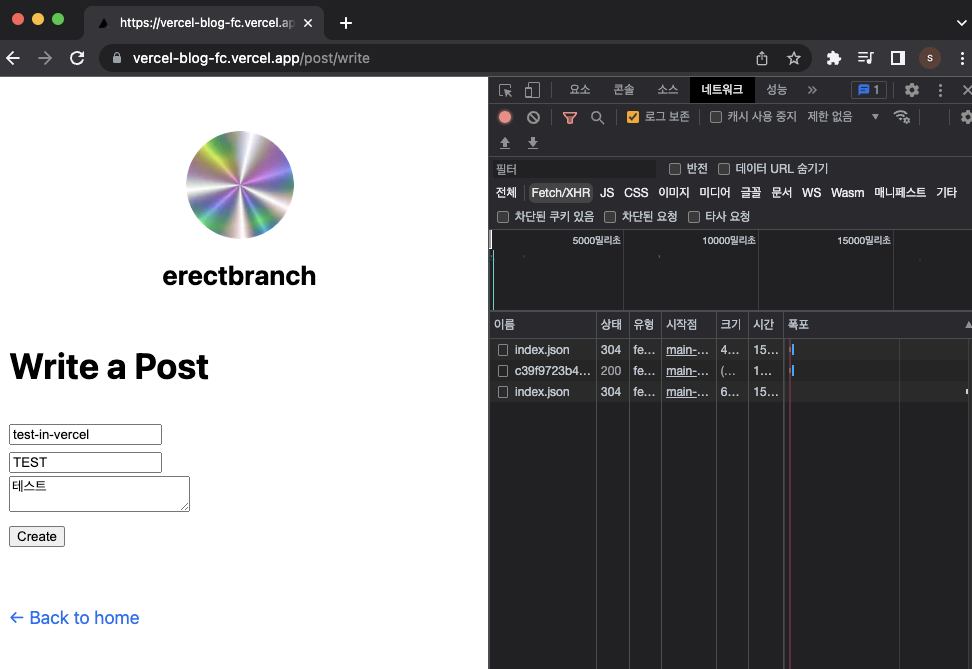 https://vercel-blog-fc.vercel.ap
vercel-blog-fc.vercel.app/post/write
s
erectbranch
Write a Post
test-in-vercel
TEST
테스트
Create
← Back to home
요소 콘솔 소스 네트워크 성능 » 1
로그 보존 캐시 사용 중지 제한 없음
필터 반전 데이터 URL 숨기기
전체 Fetch/XHR JS CSS 이미지 미디어 글꼴 문서 WS Wasm 매니페스트 기타
차단된 쿠키 있음 차단된 요청 타사 요청
5000밀리초 10000밀리초 15000밀리초
이름 상태 유형 시작점 크기 시간 폭포
index.json 304 fe... main-... 4... 15...
c39f9723b4... 200 fe... main-... (... 1...
index.json 304 fe... main-... 6... 15...